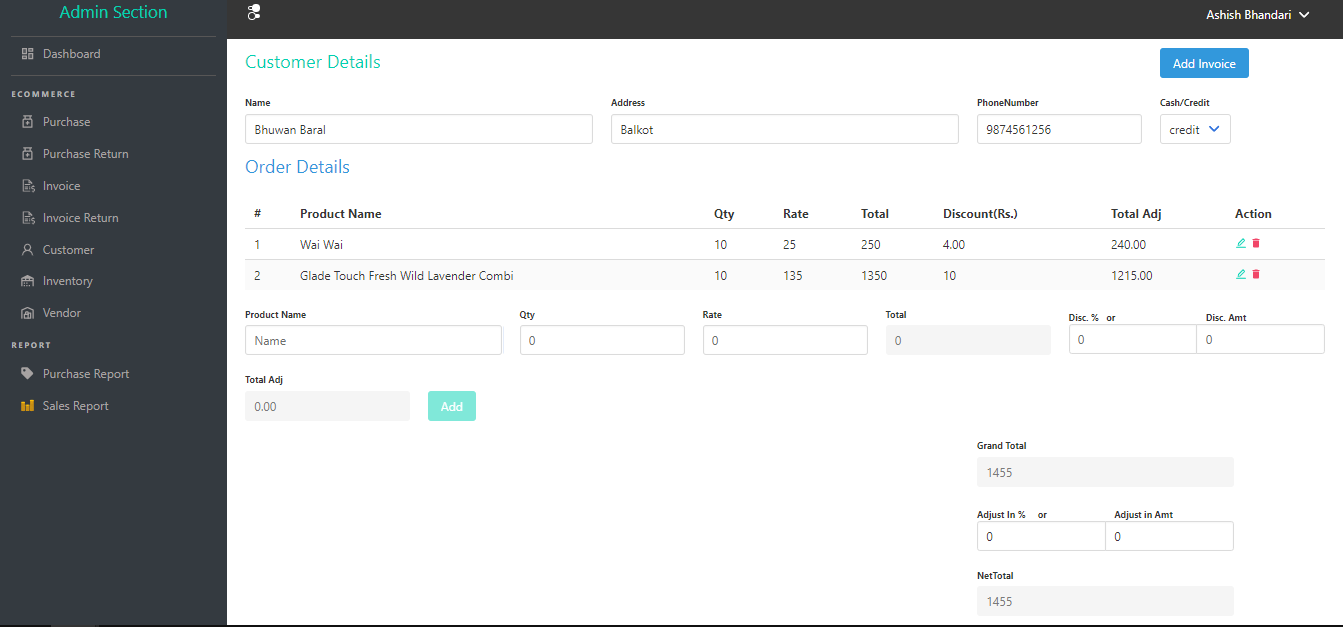 Admin Section
Ashish Bhandari
Dashboard
ECOMMERCE
Purchase
Purchase Return
Invoice
Invoice Return
Customer
Inventory
Vendor
REPORT
Purchase Report
Sales Report
Customer Details
Add Invoice
Name Address PhoneNumber Cash/Credit
Bhuwan Baral Balkot 9874561256 credit
Order Details
# Product Name Qty Rate Total Discount(Rs.) Total Adj Action
1 Wai Wai 10 25 250 4.00 240.00
2 Glade Touch Fresh Wild Lavender Combi 10 135 1350 10 1215.00
Product Name Qty Rate Total Disc. % or Disc. Amt
Name 0 0 0 0 0
Total Adj
0.00 Add
Grand Total
1455
Adjust In % or Adjust in Amt
0 0
NetTotal
1455